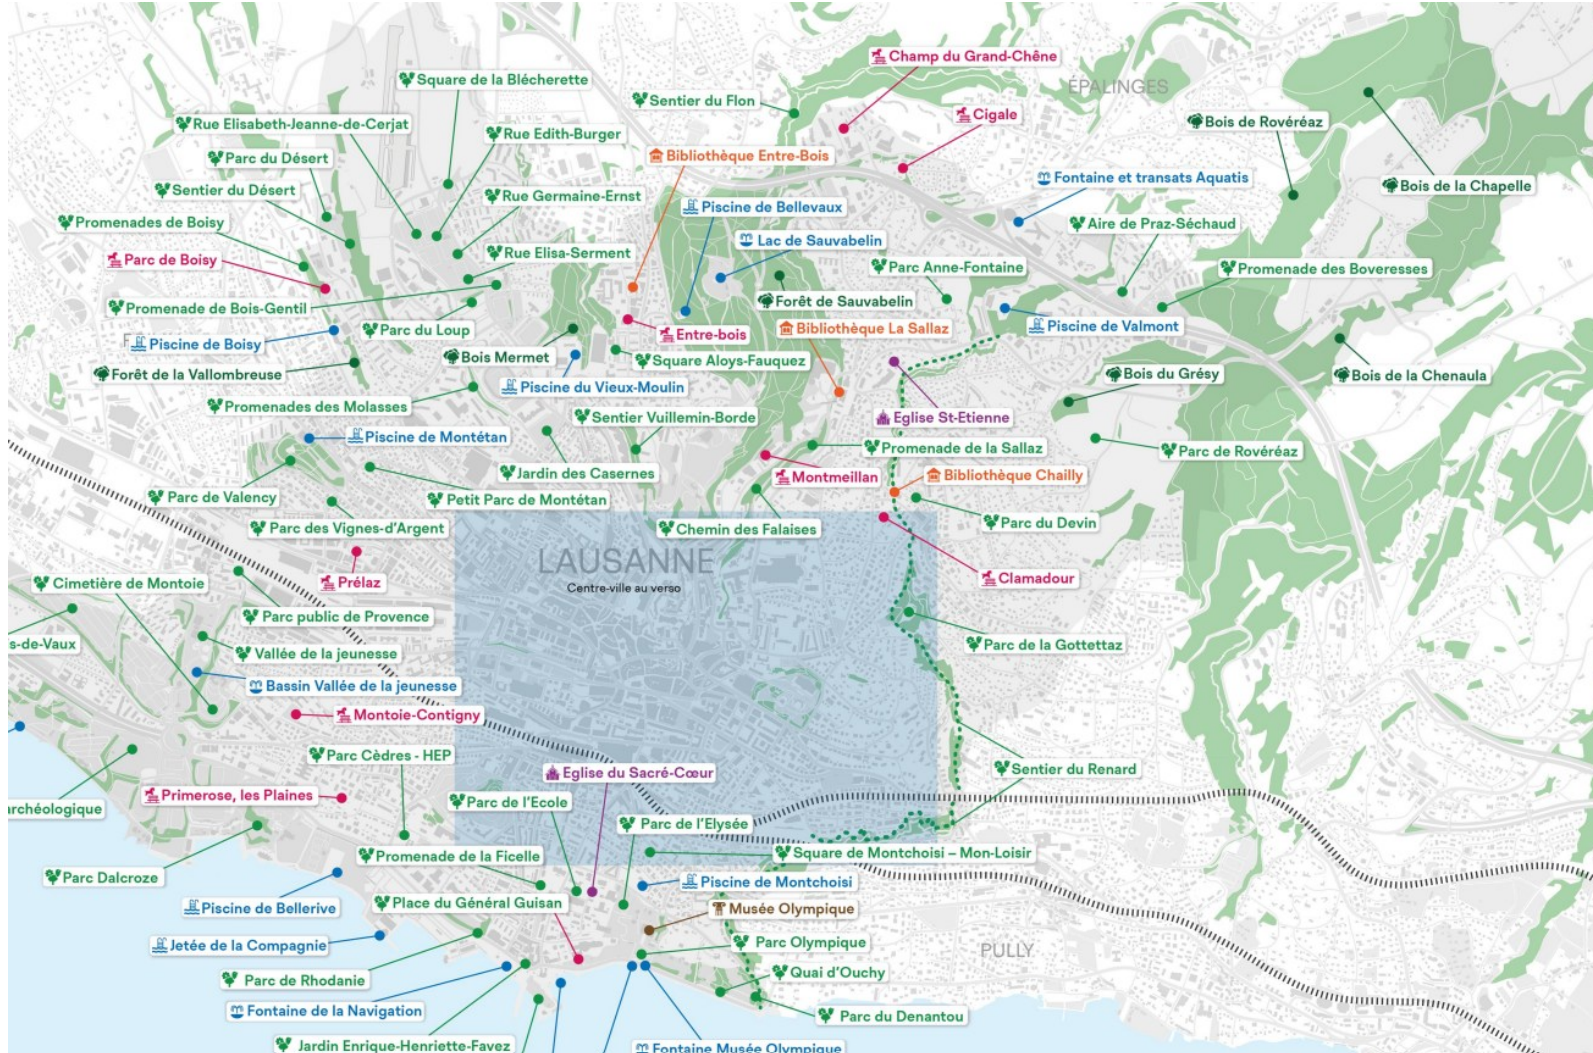 Champ du Grand-Chêne
Square de la Blécherette
ÉPALINGES
Sentier du Flon
Cigale
Rue Elisabeth-Jeanne-de-Cerjat
Bois de Rovéréaz
Rue Edith-Burger
Bibliothèque Entre-Bois
Parc du Désert
Fontaine et transats Aquatis
Bois de la Chapelle
Sentier du Désert
Rue Germaine-Ernst
Piscine de Bellevaux
Promenades de Boisy
Aire de Praz-Séchaud
Lac de Sauvabelin
Rue Elisa-Serment
Parc de Boisy
Parc Anne-Fontaine
Promenade des Boveresses
Promenade de Bois-Gentil
Forêt de Sauvabelin
Parc du Loup
Entre-bois
Bibliothèque La Sallaz
Piscine de Valmont
Piscine de Boisy
Bois Mermet
Square Aloys-Fauquez
Forêt de la Vallombreuse
Bois du Grésy
Bois de la Chenaula
Piscine du Vieux-Moulin
Promenades des Molasses
Sentier Vuillemin-Borde
Eglise St-Etienne
Piscine de Montétan
Promenade de la Sallaz
Parc de Rovéréaz
Jardin des Casernes
Montmeillan
Bibliothèque Chailly
Parc de Valency
Petit Parc de Montétan
Parc des Vignes-d'Argent
Chemin des Falaises
Parc du Devin
LAUSANNE
Centre-ville au verso
Cimetière de Montoie
Prélaz
Clamadour
Parc public de Provence
s-de-Vaux
Vallée de la jeunesse
Parc de la Gottettaz
Bassin Vallée de la jeunesse
Montoie-Contigny
Parc Cèdres - HEP
Eglise du Sacré-Cœur
Sentier du Renard
Primerose, les Plaines
Parc de l'Ecole
archéologique
Parc de l'Elysée
Promenade de la Ficelle
Square de Montchoisi – Mon-Loisir
Parc Dalcroze
Piscine de Montchoisi
Piscine de Bellerive
Place du Général Guisan
Musée Olympique
Jetée de la Compagnie
Parc Olympique
PULLY
Parc de Rhodanie
Quai d'Ouchy
Fontaine de la Navigation
Parc du Denantou
Jardin Enrique-Henriette-Favez
Fontaine Musée Olympique